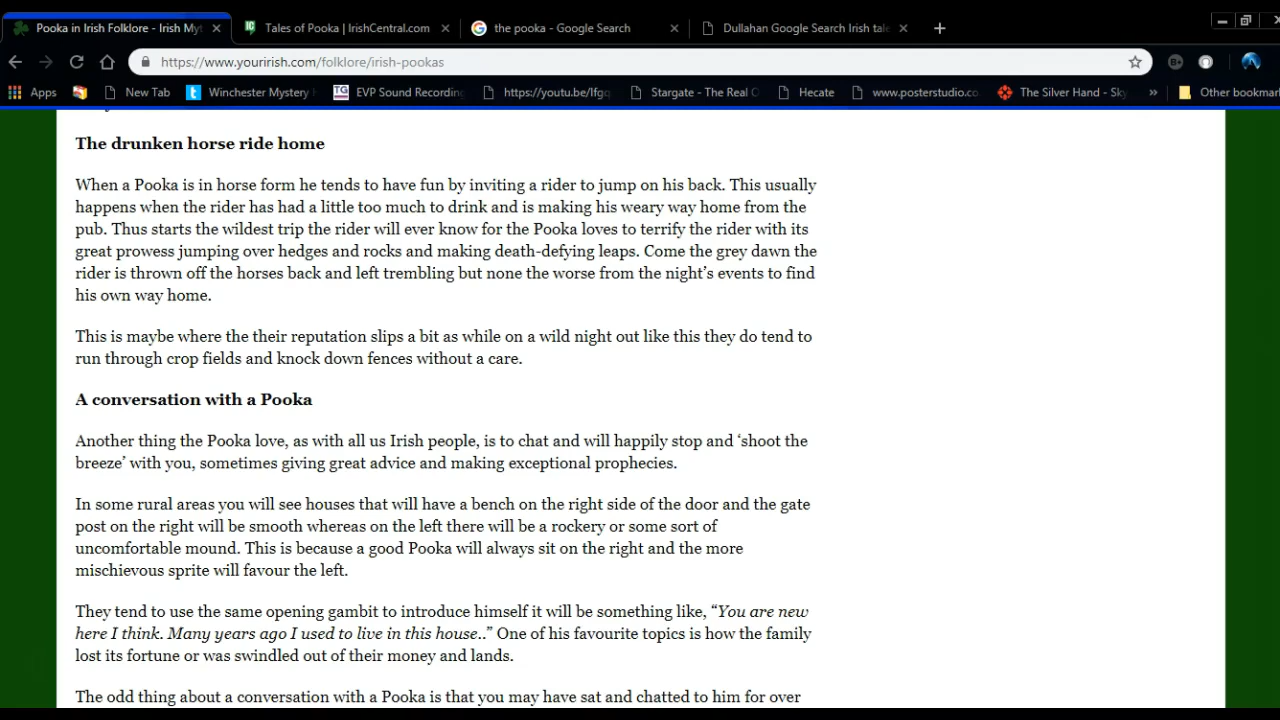 Pooka in Irish Folklore - Irish Myt
Tales of Pooka | IrishCentral.com
the pooka - Google Search
Dullahan Google Search Irish tale
https://www.yourirish.com/folklore/irish-pookas
Apps
New Tab
Winchester Mystery
TG EVP Sound Recording
https://youtu.be/lfgq
Stargate - The Real O
Hecate
www.posterstudio.co
The Silver Hand - Sky
»
Other bookmar
The drunken horse ride home
When a Pooka is in horse form he tends to have fun by inviting a rider to jump on his back. This usually
happens when the rider has had a little too much to drink and is making his weary way home from the
pub. Thus starts the wildest trip the rider will ever know for the Pooka loves to terrify the rider with its
great prowess jumping over hedges and rocks and making death-defying leaps. Come the grey dawn the
rider is thrown off the horses back and left trembling but none the worse from the night’s events to find
his own way home.
This is maybe where the their reputation slips a bit as while on a wild night out like this they do tend to
run through crop fields and knock down fences without a care.
A conversation with a Pooka
Another thing the Pooka love, as with all us Irish people, is to chat and will happily stop and ‘shoot the
breeze’ with you, sometimes giving great advice and making exceptional prophecies.
In some rural areas you will see houses that will have a bench on the right side of the door and the gate
post on the right will be smooth whereas on the left there will be a rockery or some sort of
uncomfortable mound. This is because a good Pooka will always sit on the right and the more
mischievous sprite will favour the left.
They tend to use the same opening gambit to introduce himself it will be something like, “You are new
here I think. Many years ago I used to live in this house..” One of his favourite topics is how the family
lost its fortune or was swindled out of their money and lands.
The odd thing about a conversation with a Pooka is that you may have sat and chatted to him for over